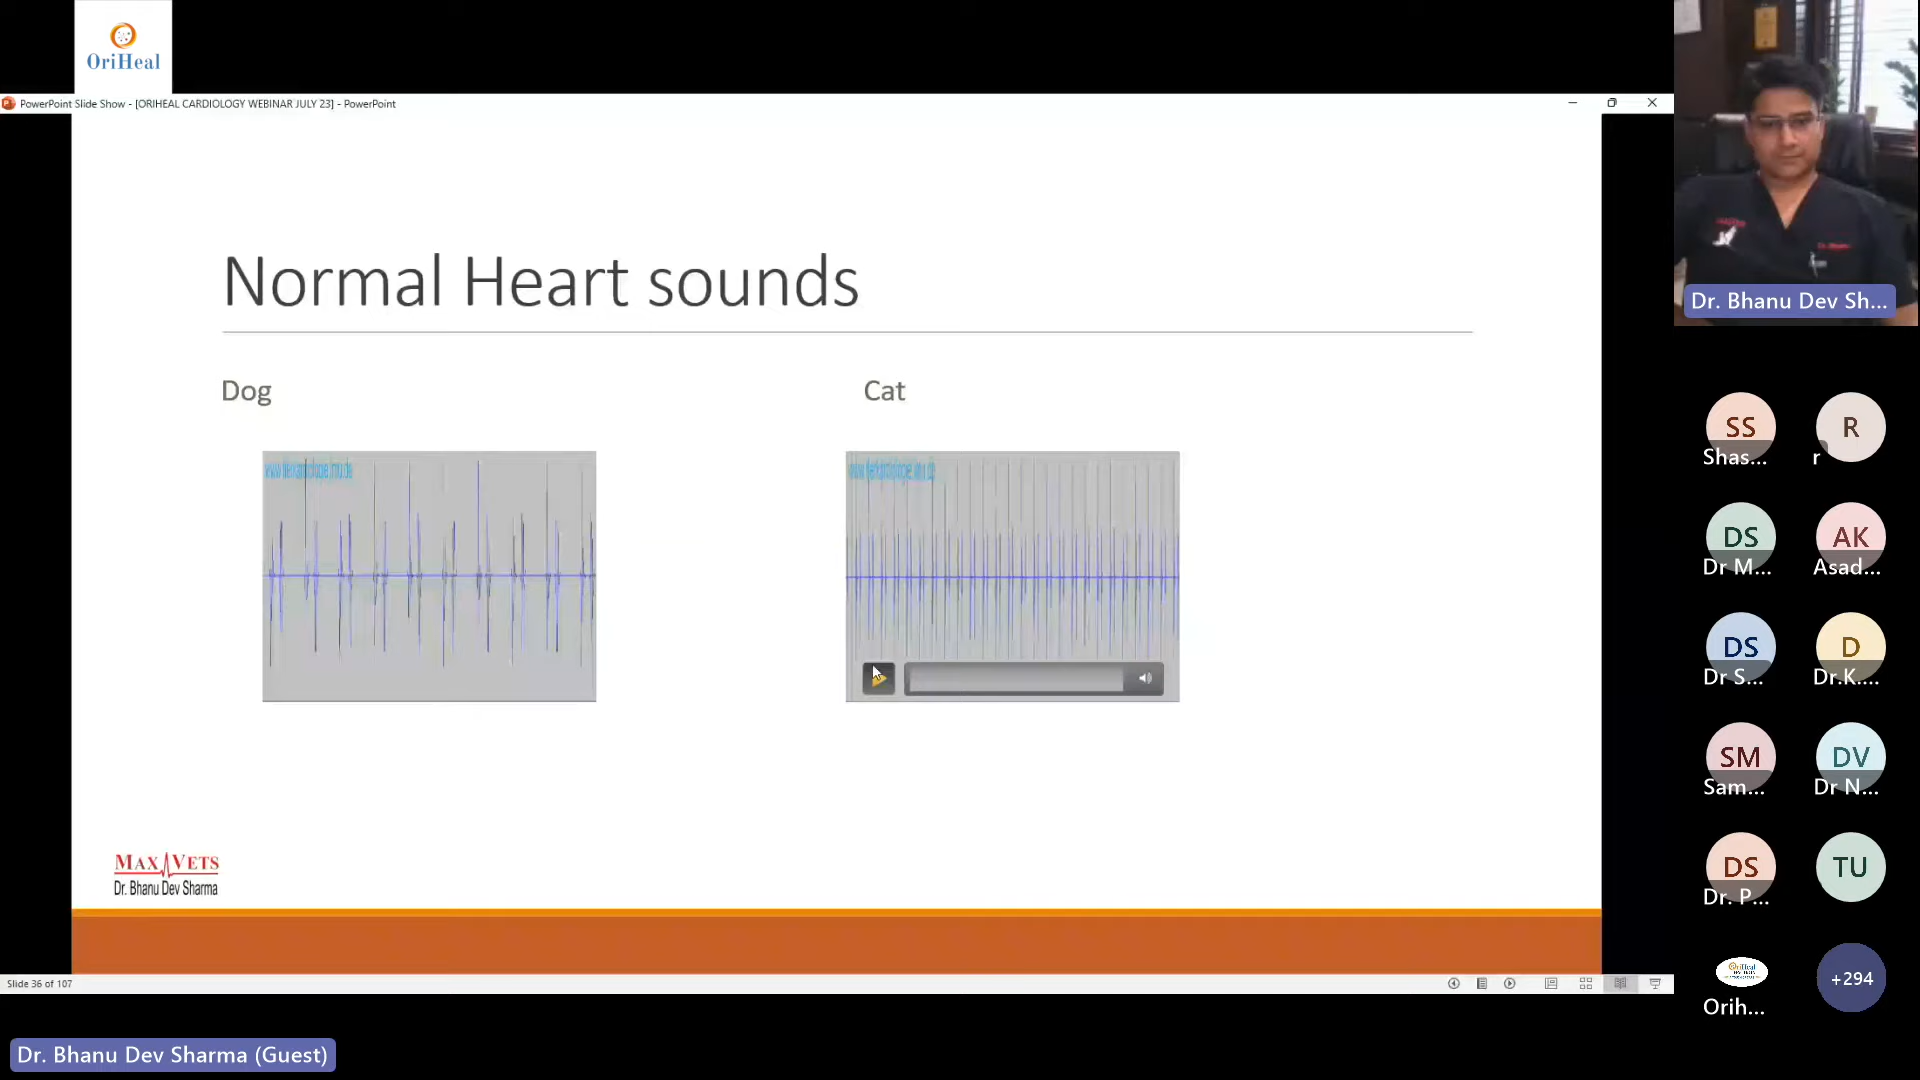 OriHeal
PowerPoint Slide Show - [ORIHEAL CARDIOLOGY WEBINAR JULY 23] - PowerPoint
Normal Heart sounds
Dog
Cat
MAX VETS
Dr. Bhanu Dev Sharma
Slide 36 of 107
Dr. Bhanu Dev Sharma (Guest)
Dr. Bhanu Dev Sh...
SS
Shas...
R
r
DS
Dr M...
AK
Asad...
DS
Dr S...
D
Dr.K....
SM
Sam...
DV
Dr N...
DS
Dr. P...
TU
OriHeal
Orih...
+294